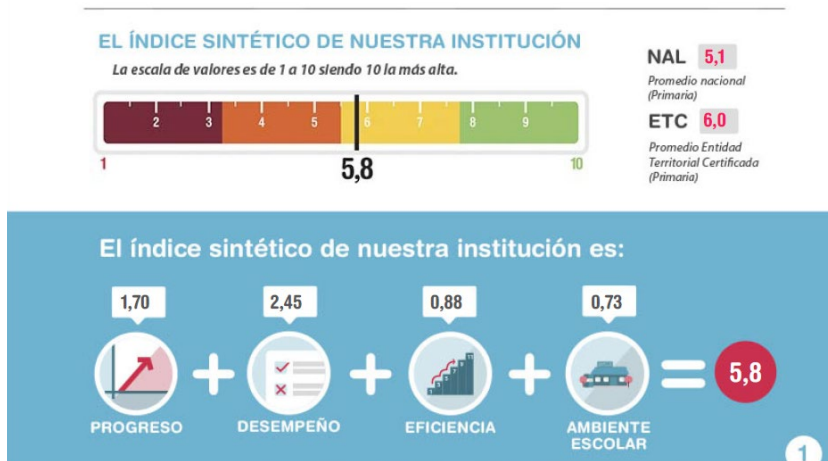 EL ÍNDICE SINTÉTICO DE NUESTRA INSTITUCIÓN
La escala de valores es de 1 a 10 siendo 10 la más alta.
2 3 4 5 6 7 8 9
1 10
5,8
NAL 5,1
Promedio nacional
(Primaria)
ETC 6,0
Promedio Entidad
Territorial Certificada
(Primaria)
El índice sintético de nuestra institución es:
1,70 2,45 0,88 0,73
+ + + = 5,8
PROGRESO DESEMPEÑO EFICIENCIA AMBIENTE
ESCOLAR
1